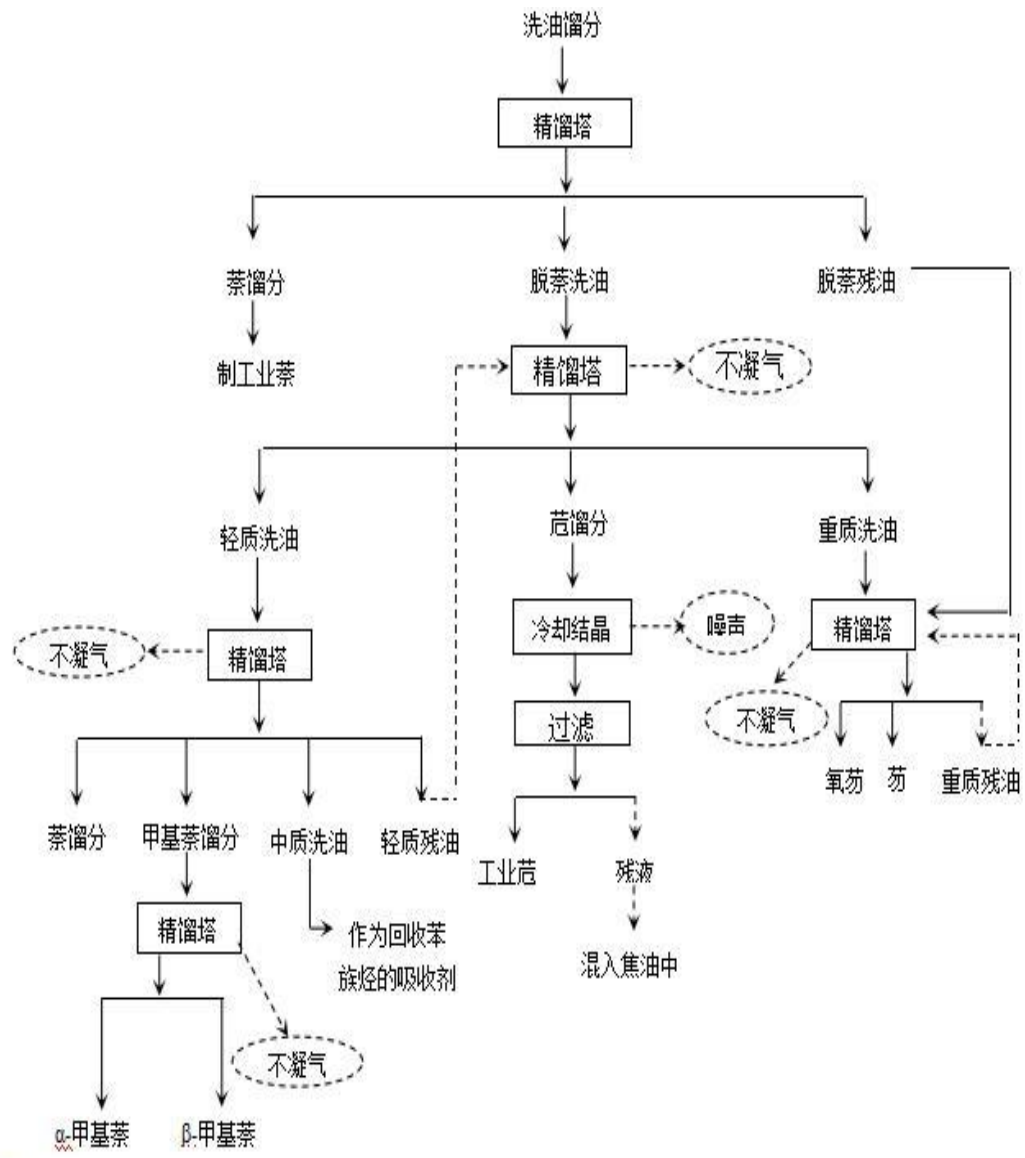 洗油馏分
精馏塔
萘馏分
脱萘洗油
脱萘残油
制工业萘
精馏塔
不凝气
轻质洗油
苊馏分
重质洗油
不凝气
精馏塔
冷却结晶
噪声
精馏塔
过滤
不凝气
氧芴
芴
重质残油
萘馏分
甲基萘馏分
中质洗油
轻质残油
工业苊
残液
精馏塔
作为回收苯
族烃的吸收剂
混入焦油中
不凝气
α-甲基萘
β-甲基萘